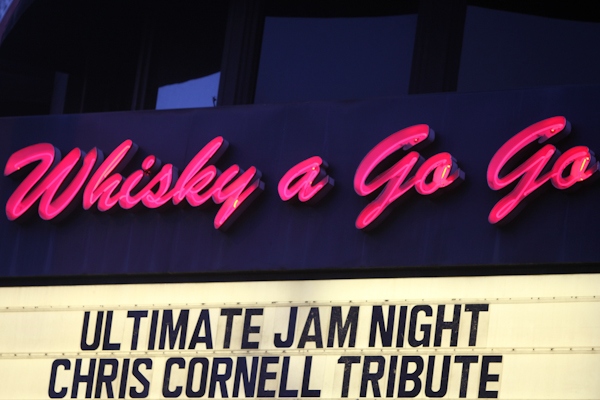 Whisky a Go Go
ULTIMATE JAM NIGHT
CHRIS CORNELL TRIBUTE